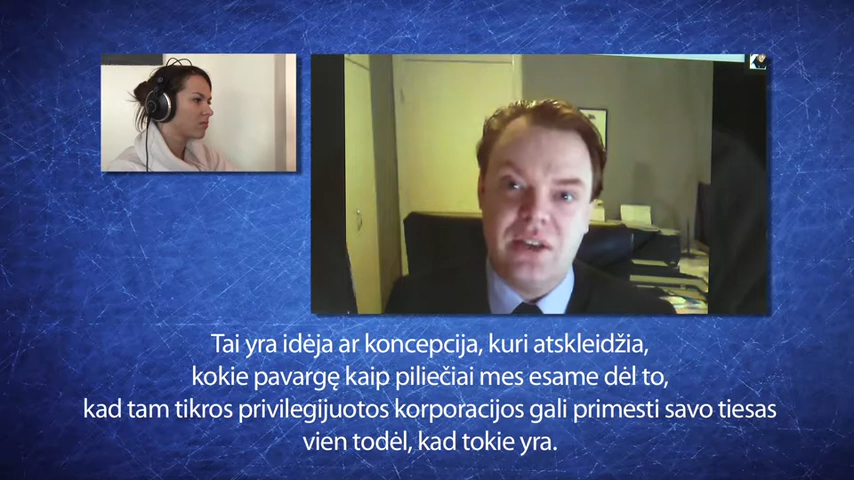 Tai yra idėja ar koncepcija, kuri atskleidžia,
kokie pavargę kaip piliečiai mes esame dėl to,
kad tam tikros privilegijuotos korporacijos gali primesti savo tiesas
vien todėl, kad tokie yra.